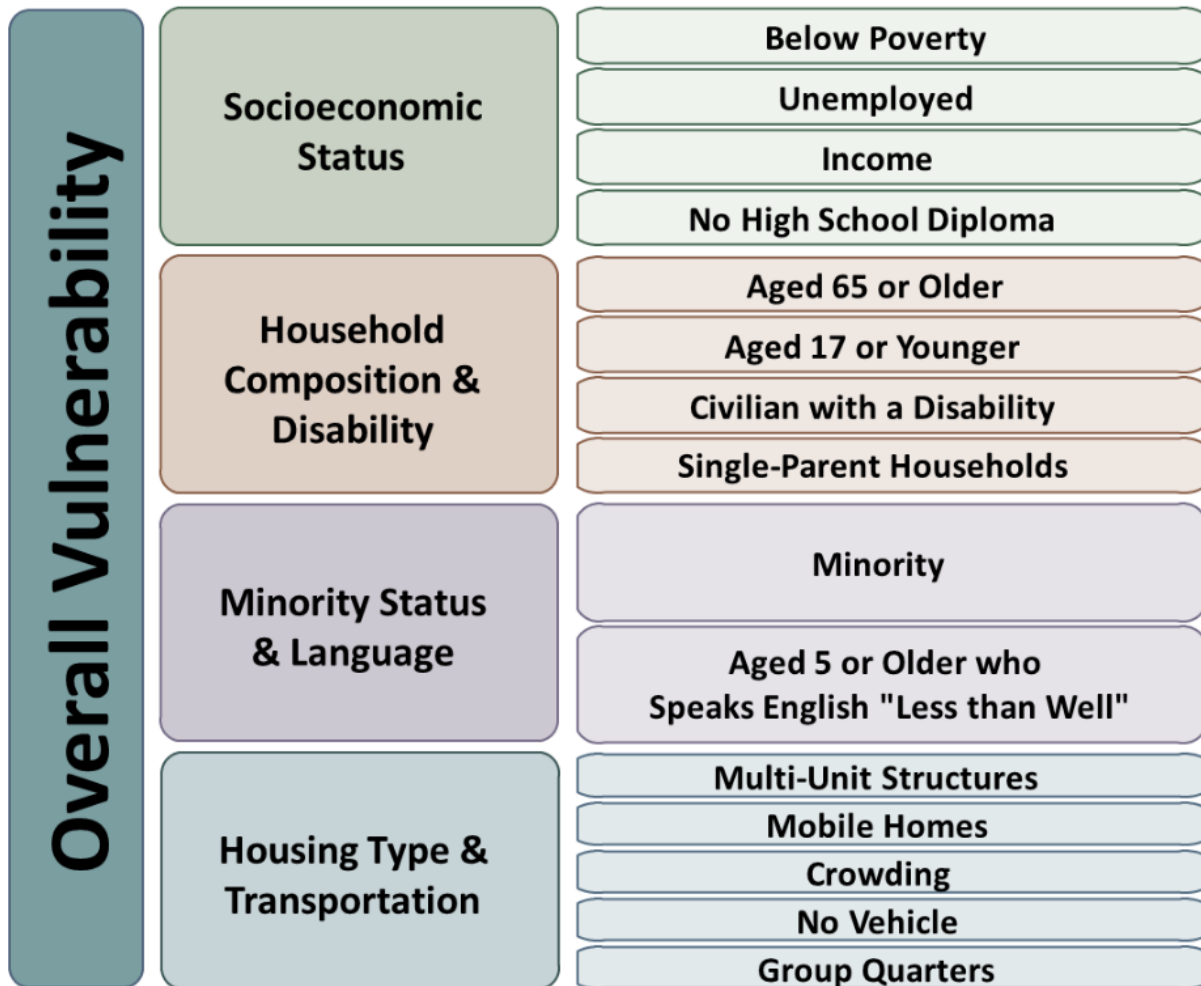 Overall Vulnerability
Socioeconomic
Status
Below Poverty
Unemployed
Income
No High School Diploma
Household
Composition &
Disability
Aged 65 or Older
Aged 17 or Younger
Civilian with a Disability
Single-Parent Households
Minority Status
& Language
Minority
Aged 5 or Older who
Speaks English "Less than Well"
Housing Type &
Transportation
Multi-Unit Structures
Mobile Homes
Crowding
No Vehicle
Group Quarters